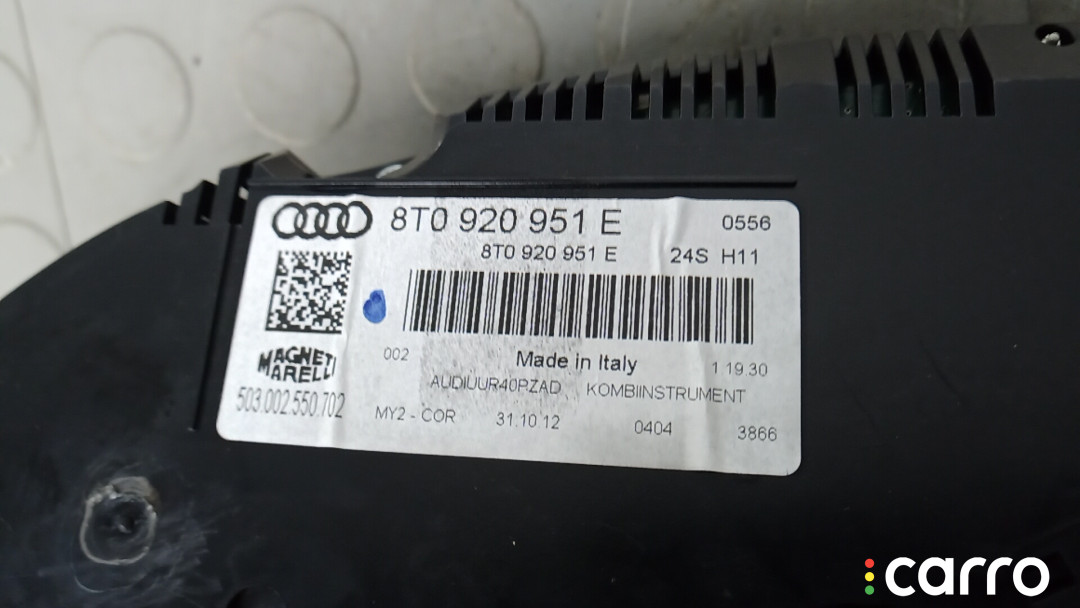 8T0 920 951 E 0556
8T0 920 951 E 24S H11
002 Made in Italy 1 19.30
MAGNETI
MARELLI
AUDIUUR40PZAD KOMBIINSTRUMENT
503.002.550.702
MY2 - COR 31.10.12 0404 3866
carro